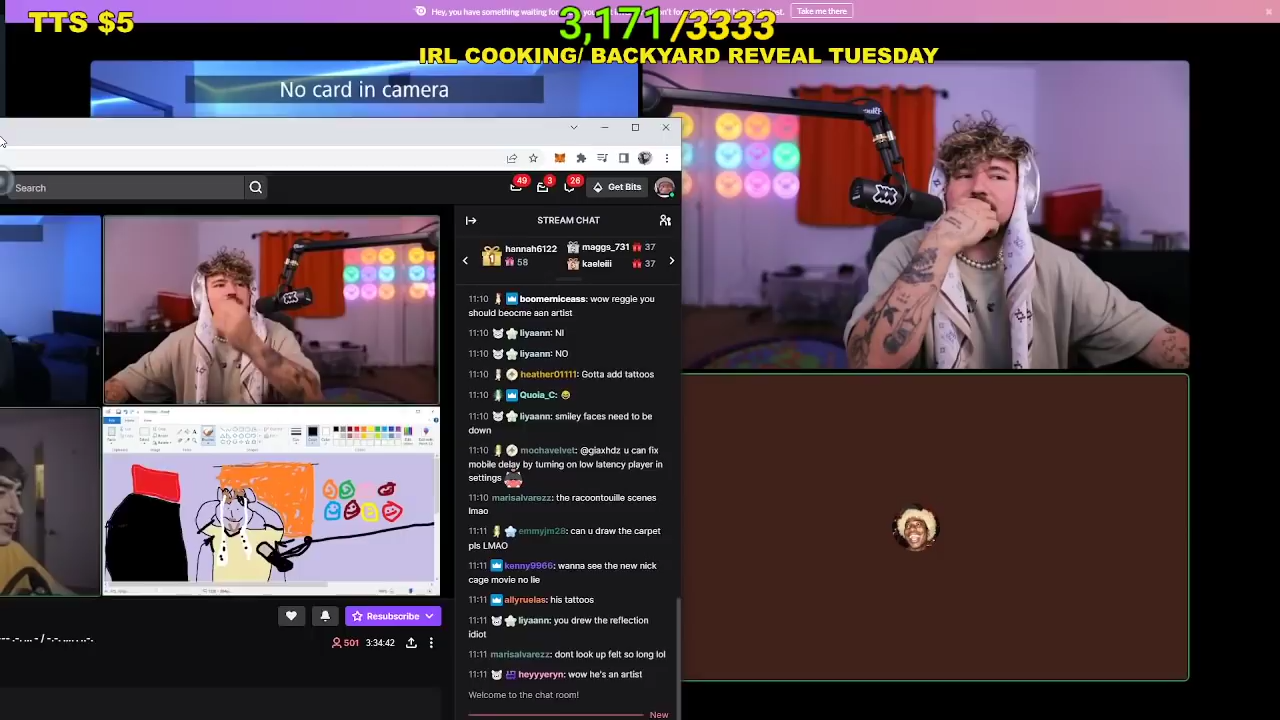 Hey, you have something waiting for
Take me there
TTS $5
3,171/3333
IRL COOKING/ BACKYARD REVEAL TUESDAY
No card in camera
Search
49
3
26
Get Bits
STREAM CHAT
hannah6122
58
maggs_731 37
kaeleiii 37
11:10 boomerniceass: wow reggie you
should beocme aan artist
11:10 liyaann: NI
11:10 liyaann: NO
11:10 heather01111: Gotta add tattoos
11:10 Quoia_C:
11:10 liyaann: smiley faces need to be
down
11:10 mochavelvet: @giaxhdz u can fix
mobile delay by turning on low latency player in
settings
11:10 marisalvarezz: the racoontouille scenes
lmao
11:11 emmyjm28: can u draw the carpet
pls LMAO
11:11 kenny9966: wanna see the new nick
cage movie no lie
11:11 allyruelas: his tattoos
11:11 liyaann: you drew the reflection
idiot
11:11 marisalvarezz: dont look up felt so long lol
11:11 heyyyeryn: wow he's an artist
Welcome to the chat room!
New
Resubscribe
501 3:34:42